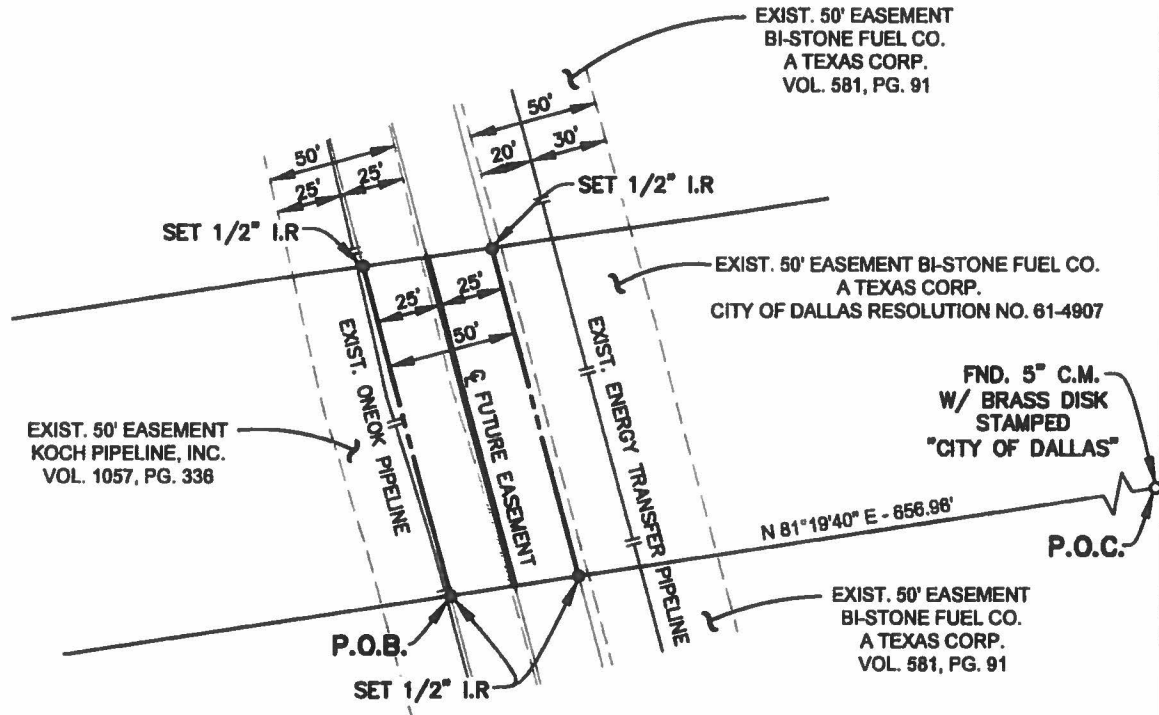 EXIST. 50' EASEMENT
BI-STONE FUEL CO.
A TEXAS CORP.
VOL. 581, PG. 91
50'
20'
30'
50'
25'
25'
SET 1/2" I.R
SET 1/2" I.R
EXIST. 50' EASEMENT BI-STONE FUEL CO.
A TEXAS CORP.
CITY OF DALLAS RESOLUTION NO. 61-4907
25'
25'
50'
EXIST. ONEOK PIPELINE
℄ FUTURE EASEMENT
EXIST. ENERGY TRANSFER PIPELINE
FND. 5" C.M.
W/ BRASS DISK
STAMPED
"CITY OF DALLAS"
EXIST. 50' EASEMENT
KOCH PIPELINE, INC.
VOL. 1057, PG. 336
N 81°19'40" E - 656.96'
P.O.C.
P.O.B.
SET 1/2" I.R
EXIST. 50' EASEMENT
BI-STONE FUEL CO.
A TEXAS CORP.
VOL. 581, PG. 91